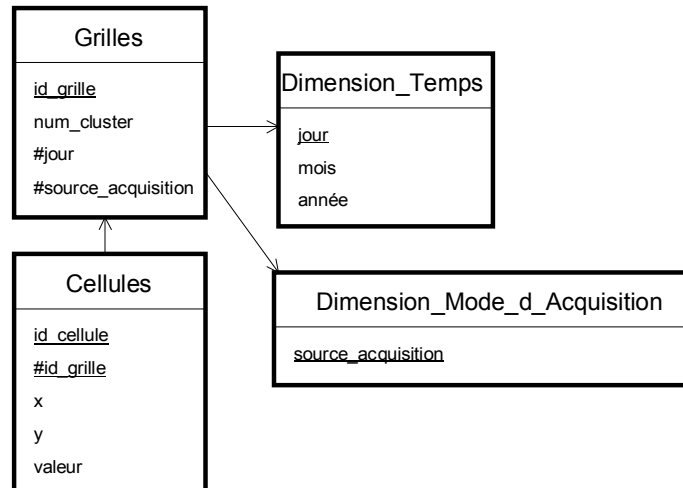 Grilles
id_grille
num_cluster
#jour
#source_acquisition
Dimension_Temps
jour
mois
année
Cellules
id_cellule
#id_grille
x
y
valeur
Dimension_Mode_d_Acquisition
source_acquisition